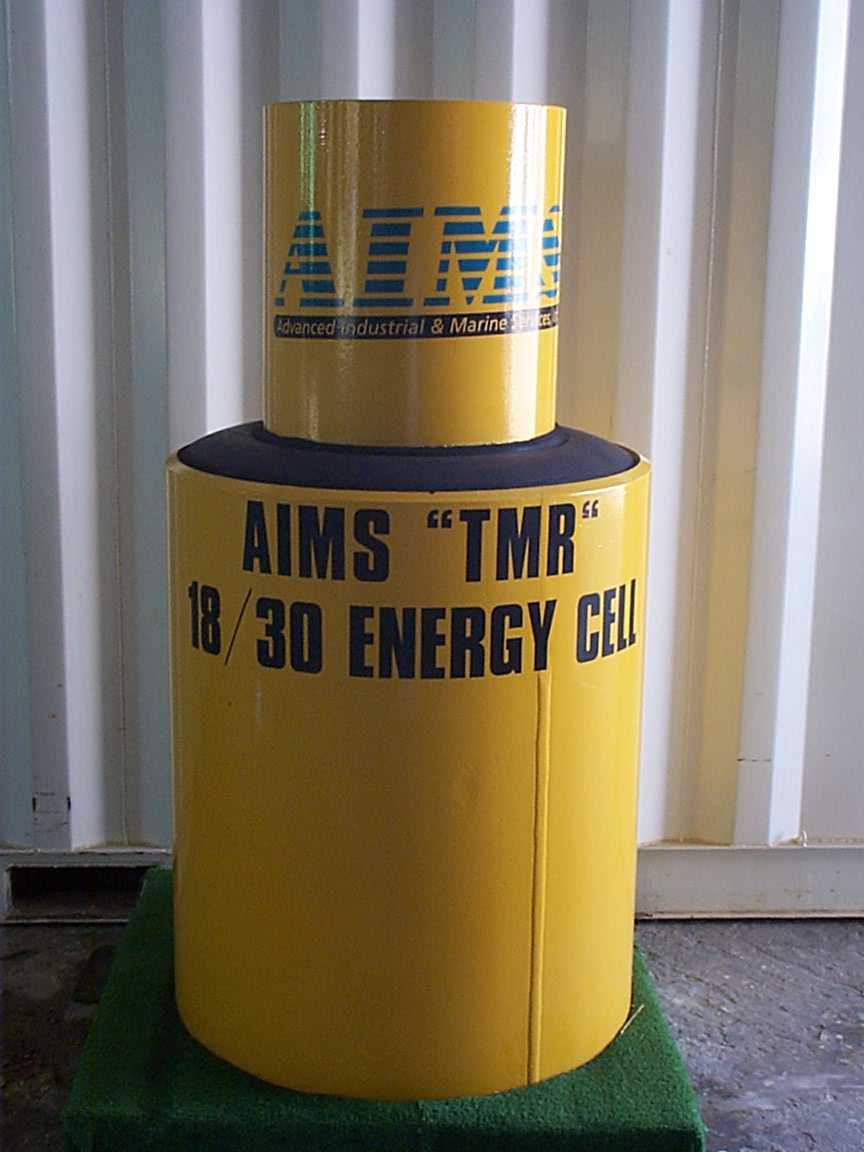 AIMS
Advanced Industrial & Marine Services,
AIMS “TMR“
18/30 ENERGY CELL